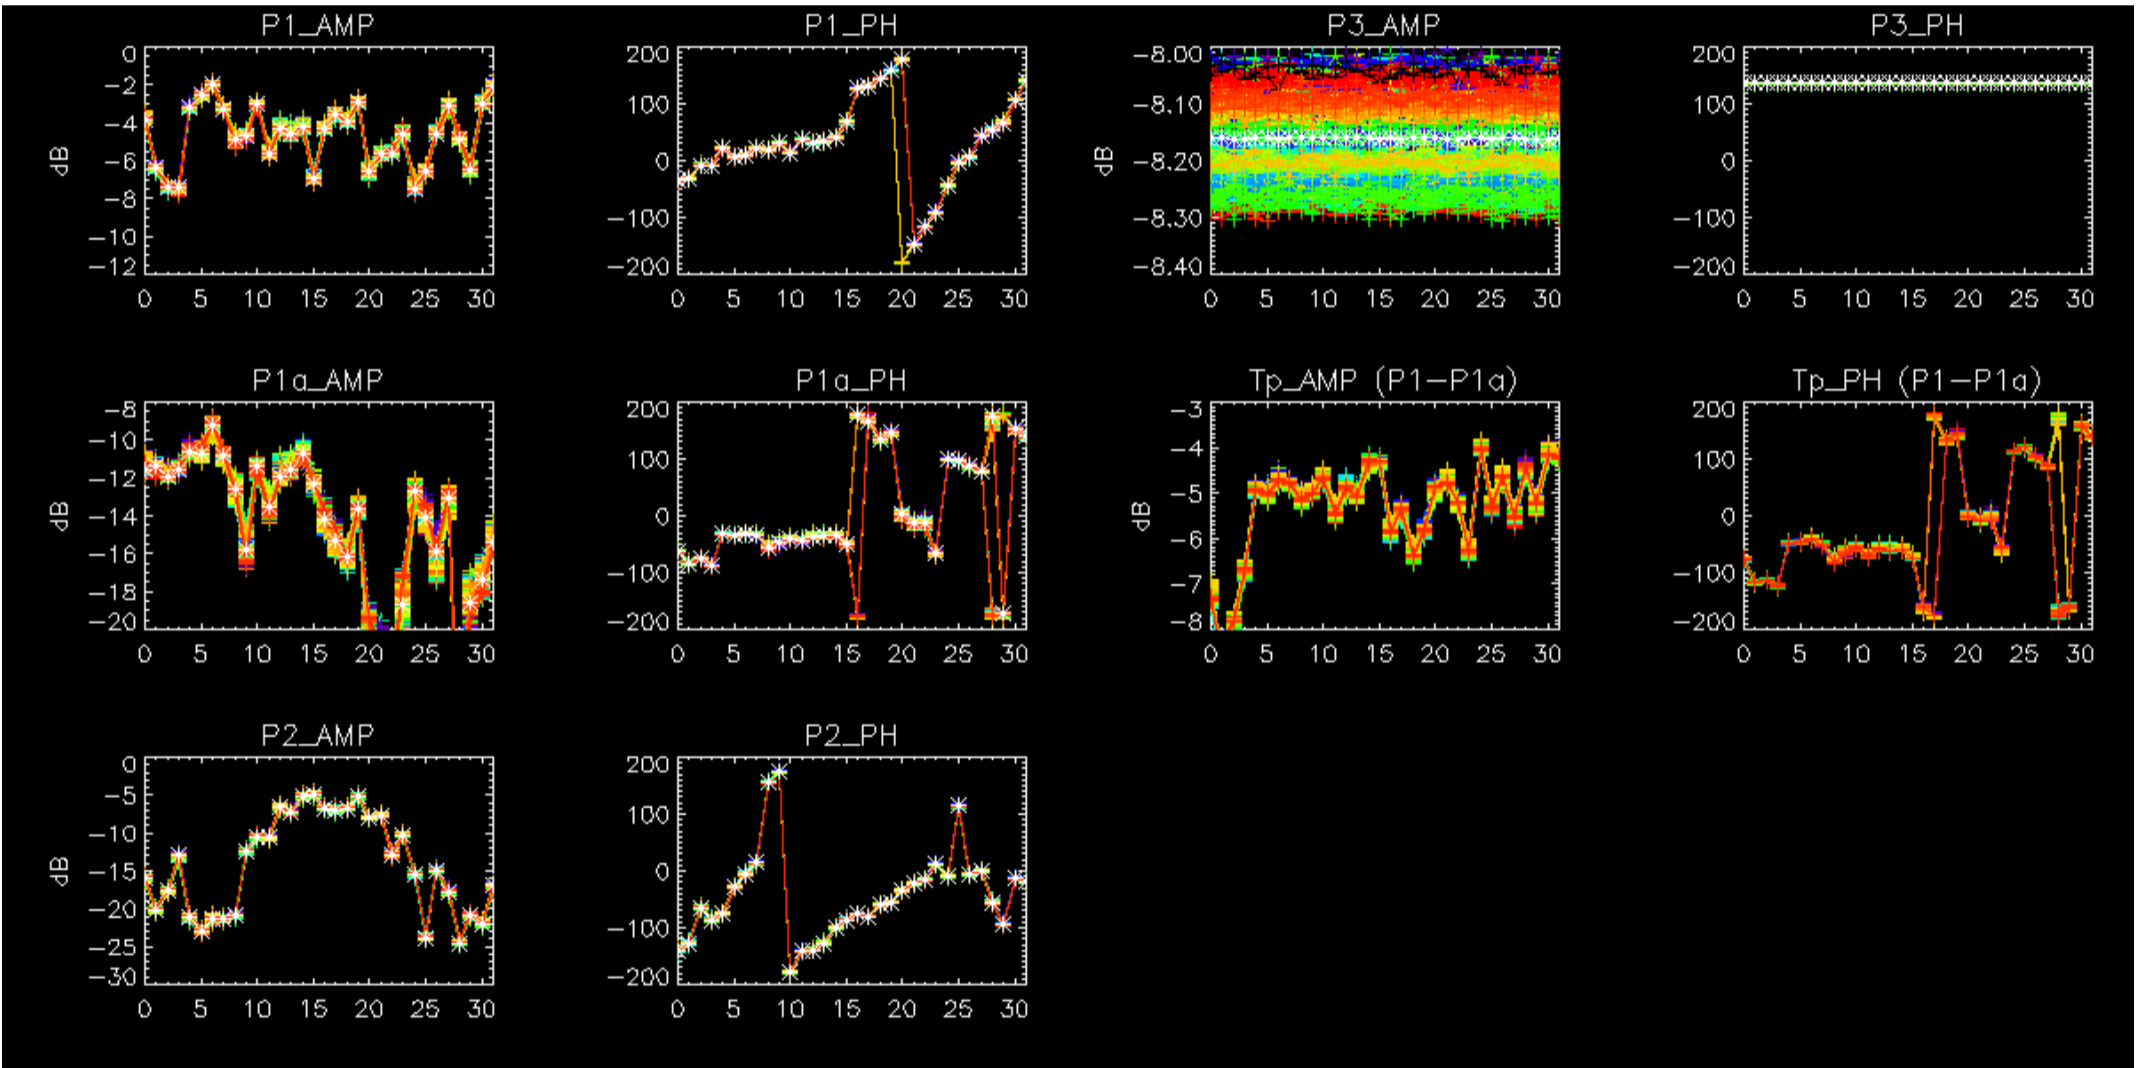 P1_AMP
0
−2
−4
−6
−8
−10
−12
dB
0 5 10 15 20 25 30
P1_PH
200
100
0
−100
−200
0 5 10 15 20 25 30
P3_AMP
−8.00
−8.10
−8.20
−8.30
−8.40
dB
0 5 10 15 20 25 30
P3_PH
200
100
0
−100
−200
0 5 10 15 20 25 30
P1a_AMP
−8
−10
−12
−14
−16
−18
−20
dB
0 5 10 15 20 25 30
P1a_PH
200
100
0
−100
−200
0 5 10 15 20 25 30
Tp_AMP (P1−P1a)
−3
−4
−5
−6
−7
−8
dB
0 5 10 15 20 25 30
Tp_PH (P1−P1a)
200
100
0
−100
−200
0 5 10 15 20 25 30
P2_AMP
0
−5
−10
−15
−20
−25
−30
dB
0 5 10 15 20 25 30
P2_PH
200
100
0
−100
−200
0 5 10 15 20 25 30